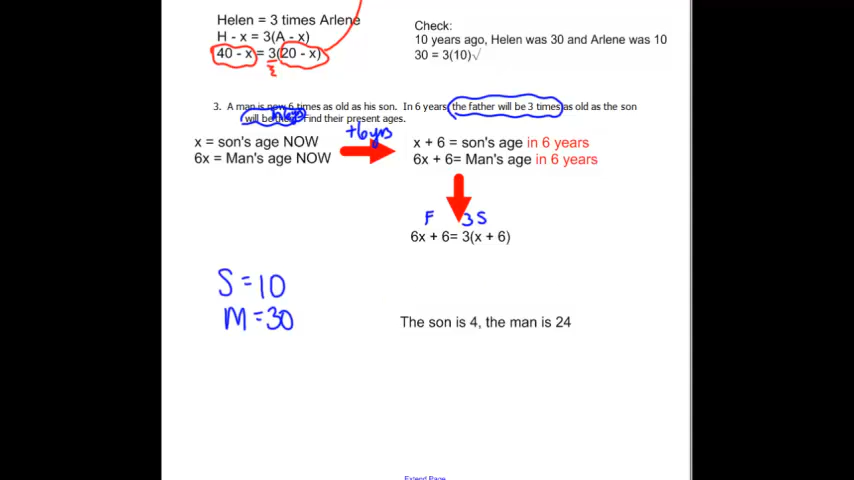 Helen = 3 times Arlene
H - x = 3(A - x)
40 - x = 3(20 - x)
Check:
10 years ago, Helen was 30 and Arlene was 10
30 = 3(10)√
3. A man is now 6 times as old as his son. In 6 years the father will be 3 times as old as the son
will be then. Find their present ages.
+6yrs
x = son's age NOW
6x = Man's age NOW
x + 6 = son's age in 6 years
6x + 6= Man's age in 6 years
F 3S
6x + 6= 3(x + 6)
S = 10
M = 30
The son is 4, the man is 24
Extend Page